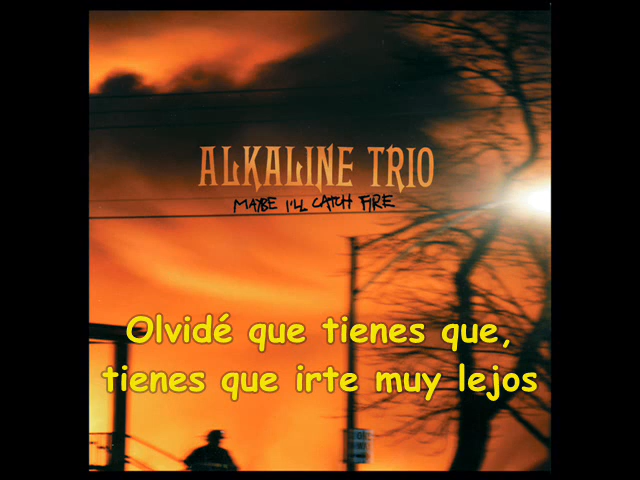 ALKALINE TRIO
MAYBE I'LL CATCH FIRE
Olvidé que tienes que,
tienes que irte muy lejos